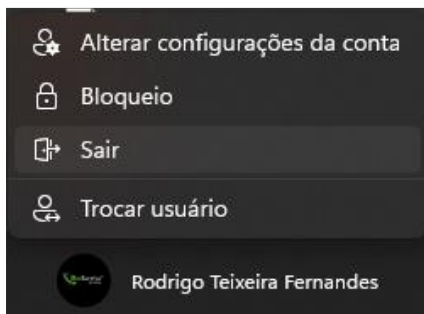 Alterar configurações da conta
Bloqueio
Sair
Trocar usuário
Rodrigo Teixeira Fernandes